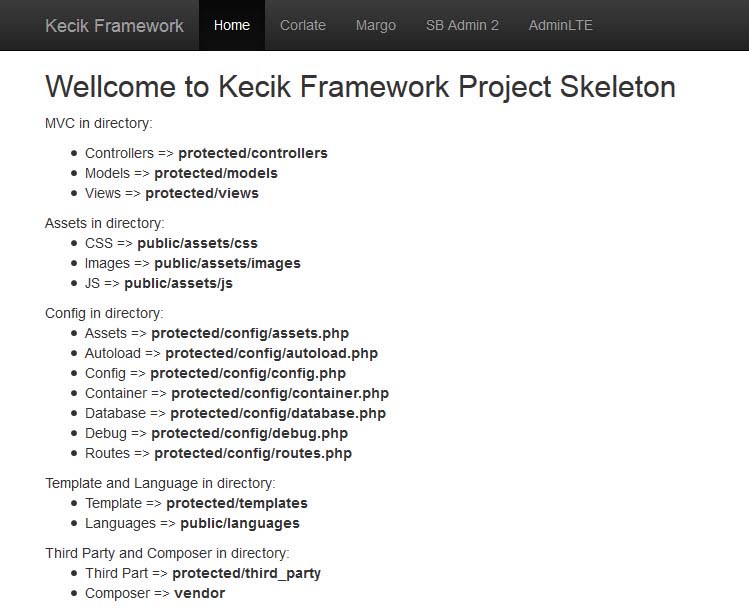 Kecik Framework Home Corlate Margo SB Admin 2 AdminLTE
Wellcome to Kecik Framework Project Skeleton
MVC in directory:
Controllers => protected/controllers
Models => protected/models
Views => protected/views
Assets in directory:
CSS => public/assets/css
Images => public/assets/images
JS => public/assets/js
Config in directory:
Assets => protected/config/assets.php
Autoload => protected/config/autoload.php
Config => protected/config/config.php
Container => protected/config/container.php
Database => protected/config/database.php
Debug => protected/config/debug.php
Routes => protected/config/routes.php
Template and Language in directory:
Template => protected/templates
Languages => public/languages
Third Party and Composer in directory:
Third Part => protected/third_party
Composer => vendor